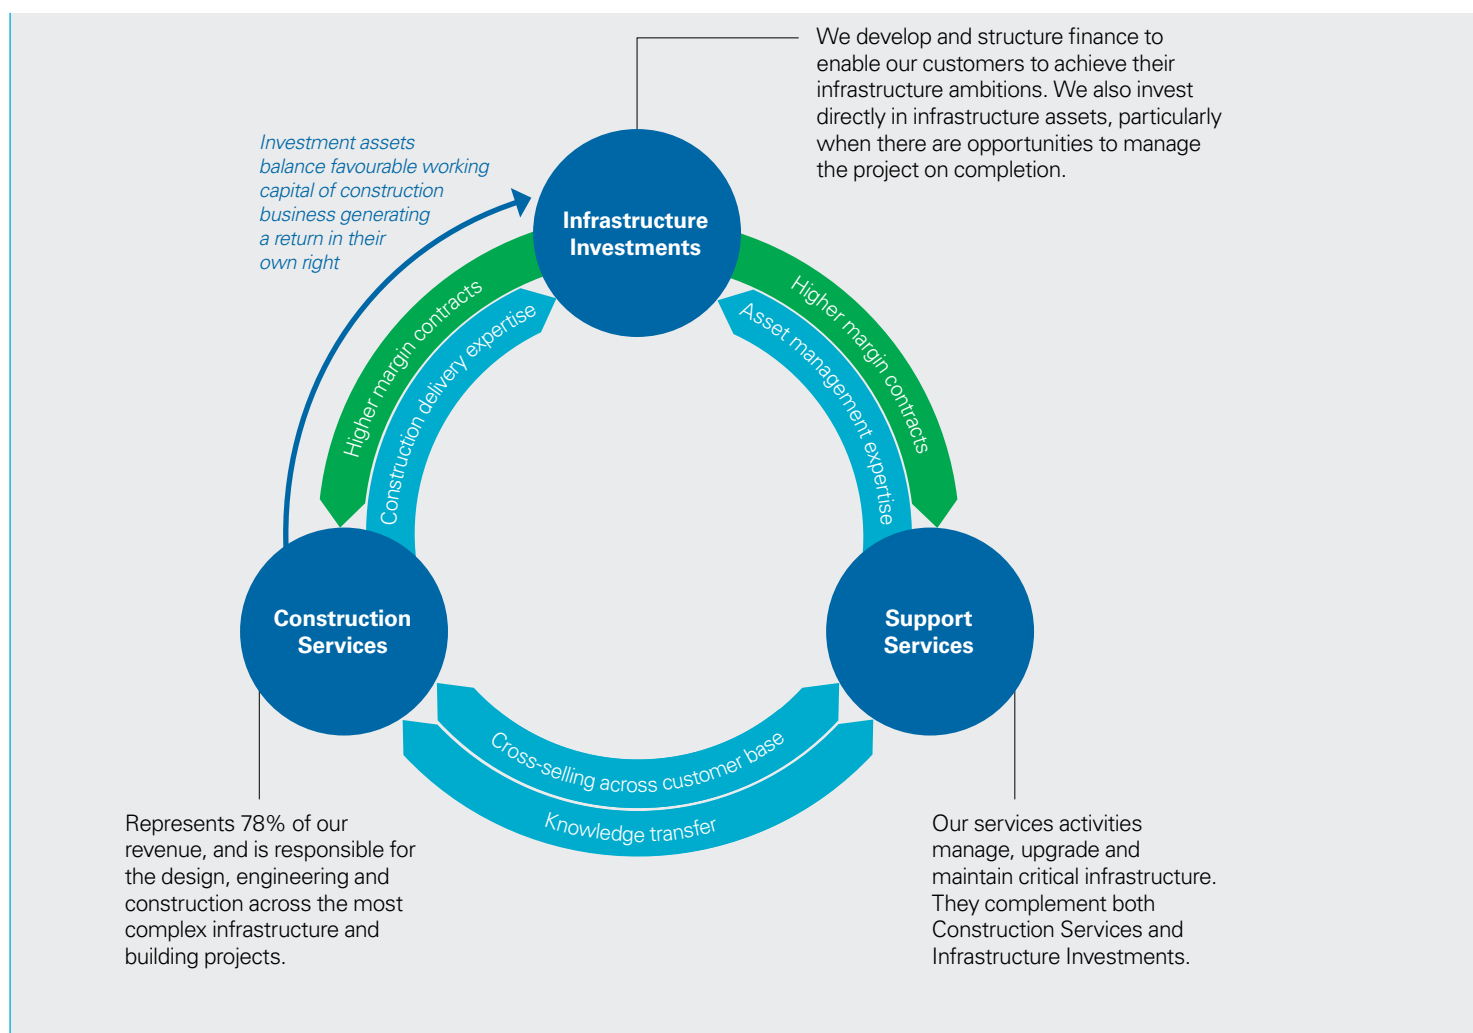 We develop and structure finance to
enable our customers to achieve their
infrastructure ambitions. We also invest
directly in infrastructure assets, particularly
when there are opportunities to manage
the project on completion.
Investment assets
balance favourable working
capital of construction
business generating
a return in their
own right
Infrastructure
Investments
Higher margin contracts
Construction delivery expertise
Asset management expertise
Higher margin contracts
Construction
Services
Support
Services
Cross-selling across customer base
Knowledge transfer
Represents 78% of our
revenue, and is responsible for
the design, engineering and
construction across the most
complex infrastructure and
building projects.
Our services activities
manage, upgrade and
maintain critical infrastructure.
They complement both
Construction Services and
Infrastructure Investments.